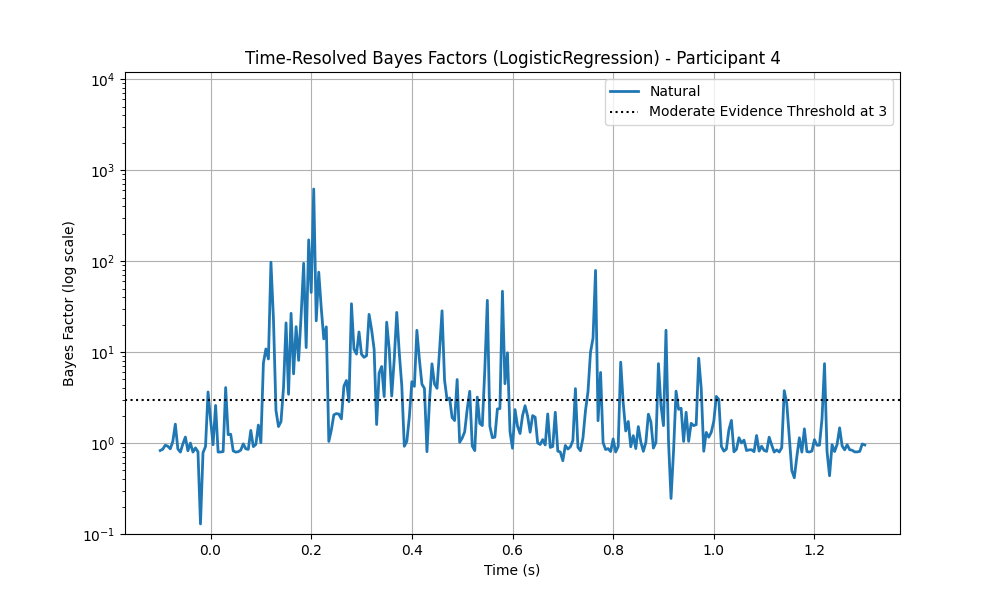 Time-Resolved Bayes Factors (LogisticRegression) - Participant 4
Natural
Moderate Evidence Threshold at 3
Bayes Factor (log scale)
10⁴
10³
10²
10¹
10⁰
10⁻¹
0.0 0.2 0.4 0.6 0.8 1.0 1.2
Time (s)